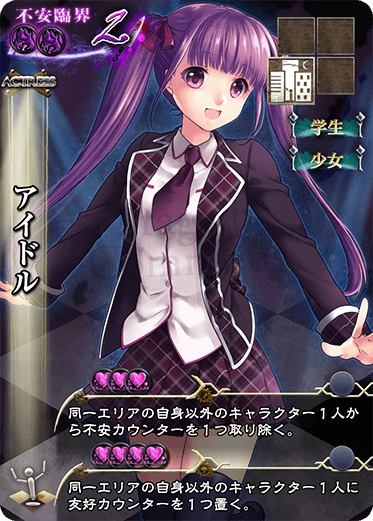 不安臨界
2
ACTRESS
学生
少女
アイドル
同一エリアの自身以外のキャラクター1人か
ら不安カウンターを1つ取り除く。
同一エリアの自身以外のキャラクター1人に
友好カウンターを1つ置く。